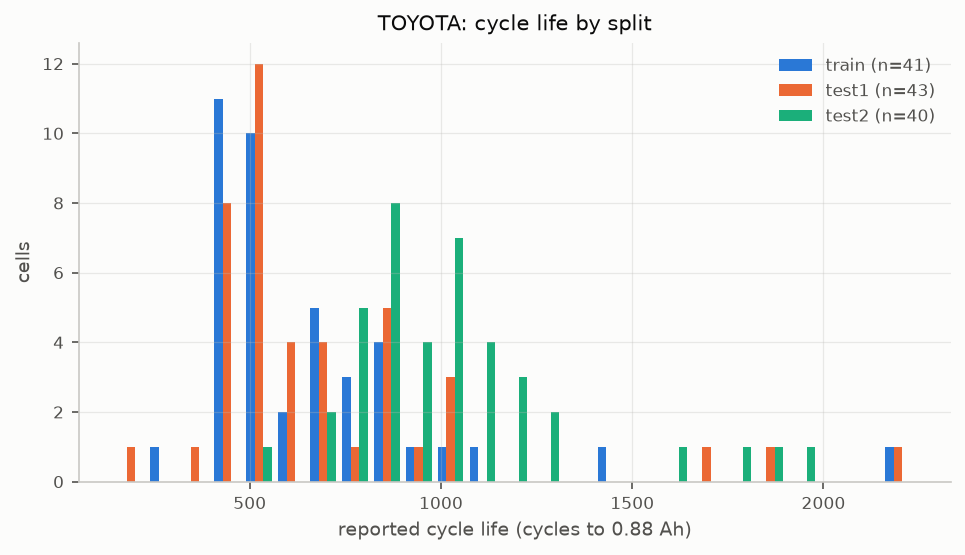 TOYOTA: cycle life by split
train (n=41)
test1 (n=43)
test2 (n=40)
12
10
8
6
4
2
0
cells
500
1000
1500
2000
reported cycle life (cycles to 0.88 Ah)